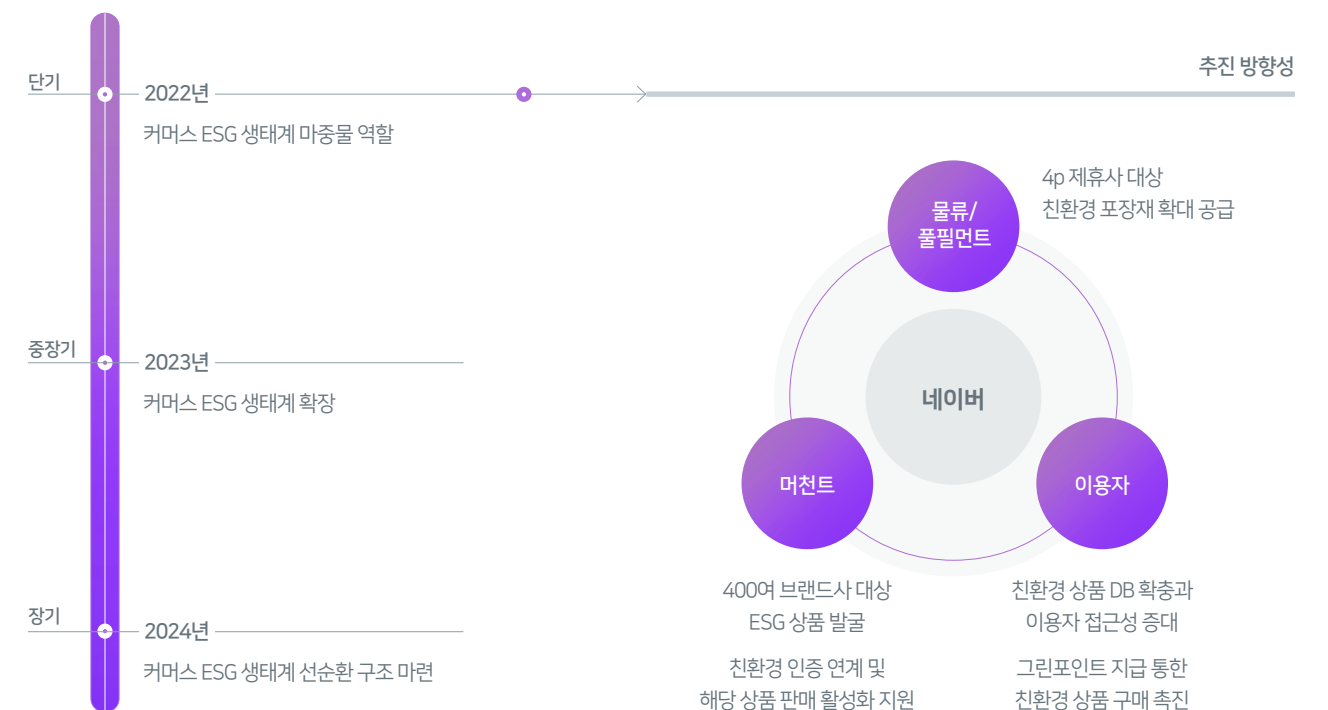 단기
2022년
커머스 ESG 생태계 마중물 역할
중장기
2023년
커머스 ESG 생태계 확장
장기
2024년
커머스 ESG 생태계 선순환 구조 마련
추진 방향성
물류/
풀필먼트
4p 제휴사 대상
친환경 포장재 확대 공급
네이버
머천트
400여 브랜드사 대상
ESG 상품 발굴
친환경 인증 연계 및
해당 상품 판매 활성화 지원
이용자
친환경 상품 DB 확충과
이용자 접근성 증대
그린포인트 지급 통한
친환경 상품 구매 촉진